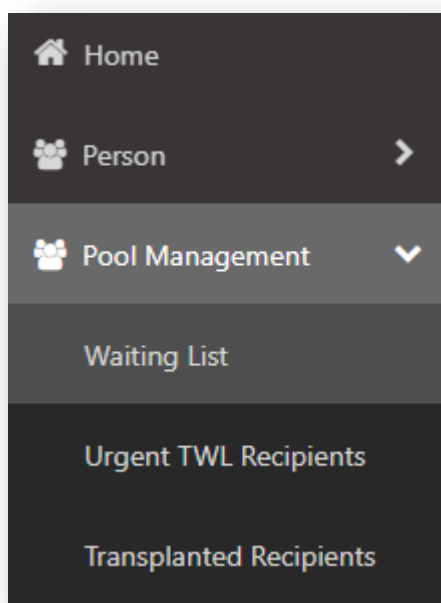 Home
Person
Pool Management
Waiting List
Urgent TWL Recipients
Transplanted Recipients